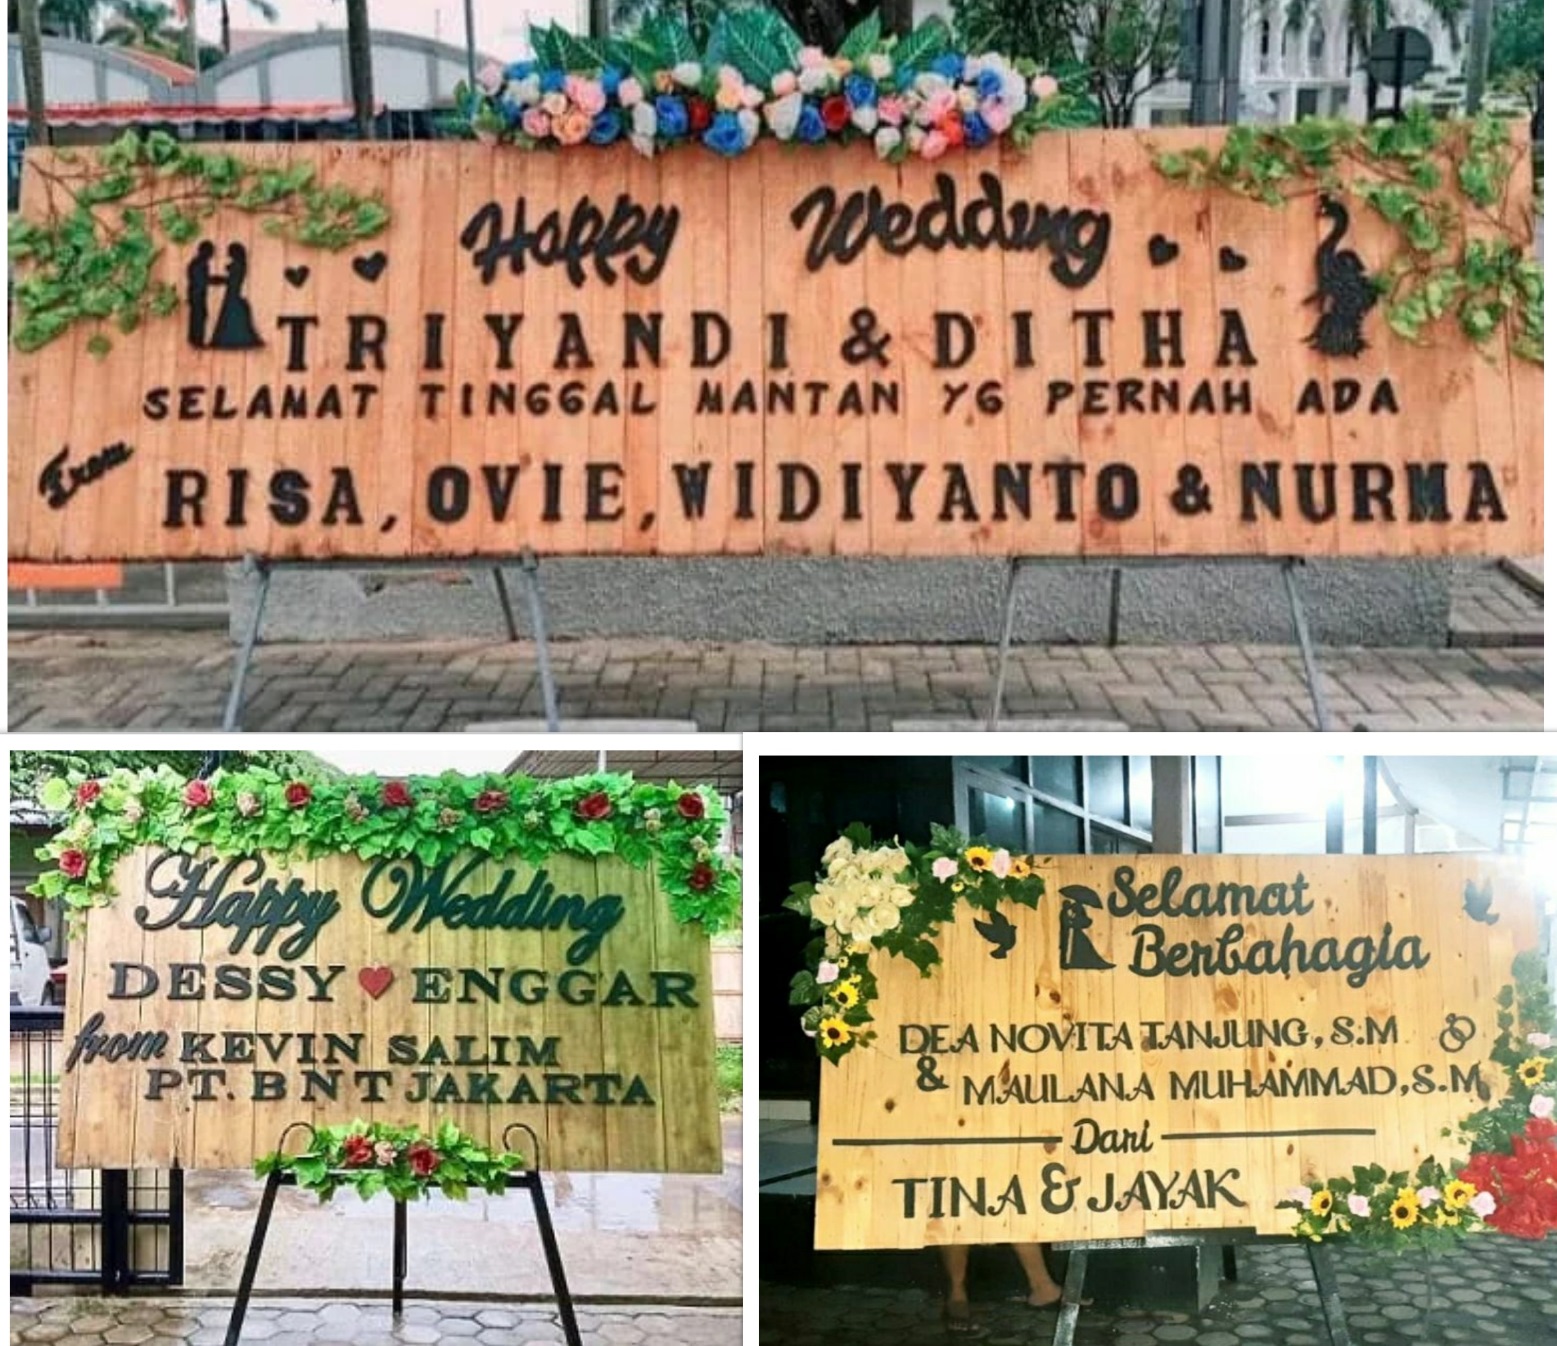 Happy Wedding
TRIYANDI & DITHA
SELAMAT TINGGAL MANTAN YG PERNAH ADA
From RISA, OVIE, WIDIYANTO & NURMA
Happy Wedding
DESSY ENGGAR
from KEVIN SALIM
PT. BNT JAKARTA
Selamat
Berbahagia
DEA NOVITA TANJUNG, S.M
& MAULANA MUHAMMAD, S.M
Dari
TINA & JAYAK